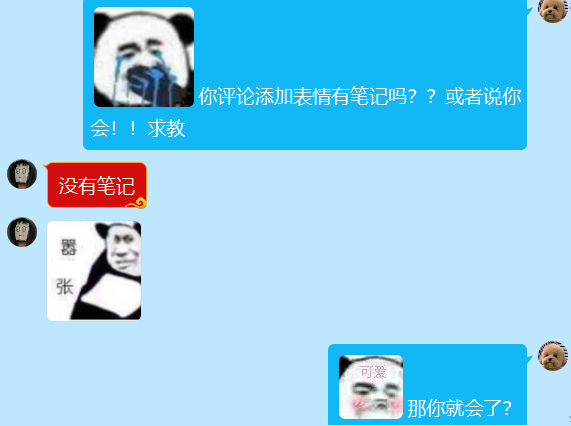 你评论添加表情有笔记吗？？或者说你
会！！求教
没有笔记
嚣
张
可爱
那你就会了？